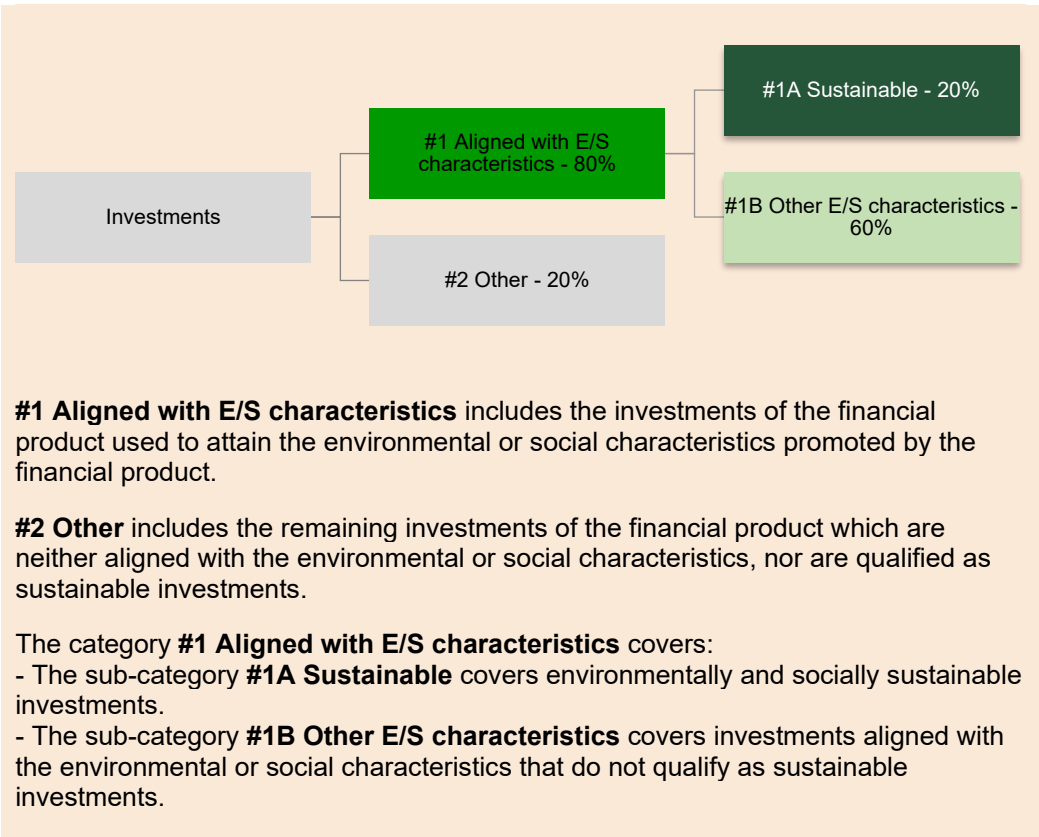 #1A Sustainable - 20%
#1 Aligned with E/S
characteristics - 80%
Investments
#1B Other E/S characteristics -
60%
#2 Other - 20%
#1 Aligned with E/S characteristics includes the investments of the financial
product used to attain the environmental or social characteristics promoted by the
financial product.
#2 Other includes the remaining investments of the financial product which are
neither aligned with the environmental or social characteristics, nor are qualified as
sustainable investments.
The category #1 Aligned with E/S characteristics covers:
- The sub-category #1A Sustainable covers environmentally and socially sustainable
investments.
- The sub-category #1B Other E/S characteristics covers investments aligned with
the environmental or social characteristics that do not qualify as sustainable
investments.